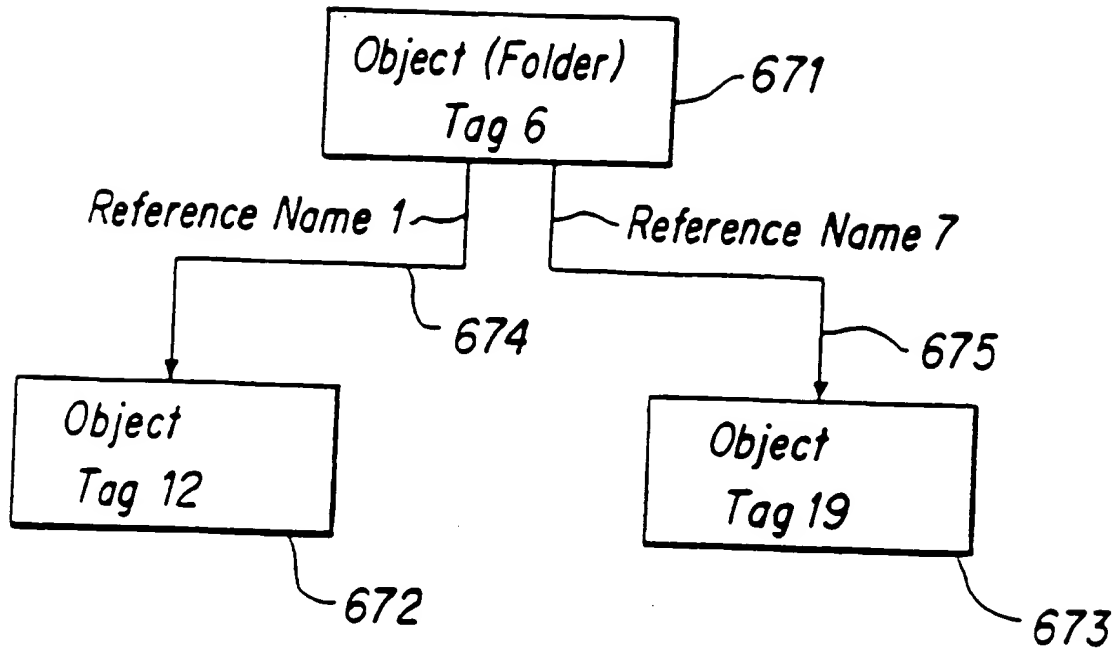 Object (Folder)
Tag 6
671
Reference Name 1
Reference Name 7
674
675
Object
Tag 12
Object
Tag 19
672
673